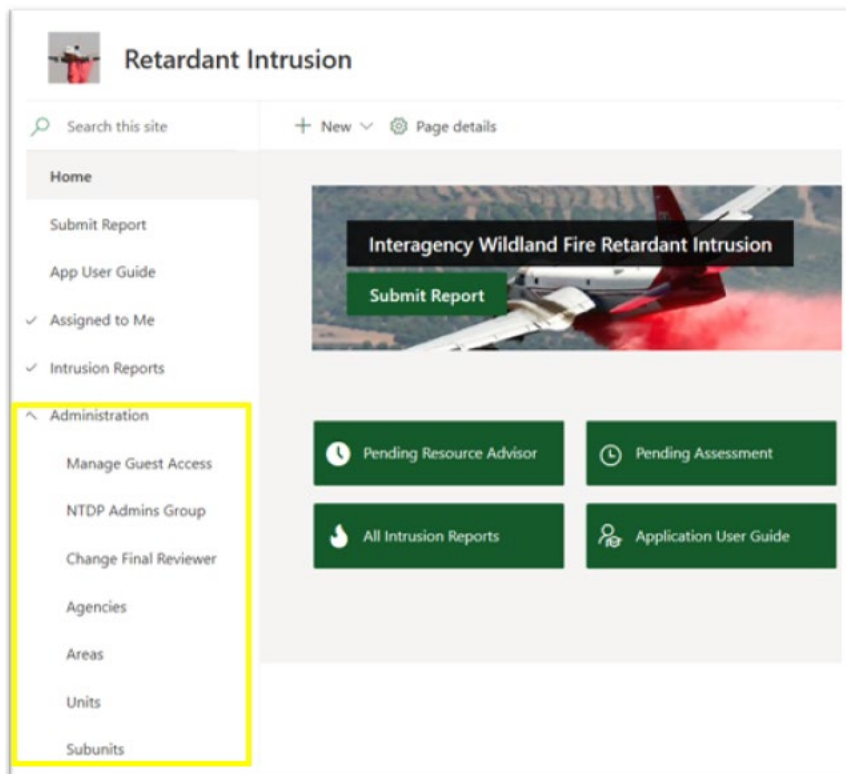 Retardant Intrusion
Search this site
New
Page details
Home
Submit Report
App User Guide
Assigned to Me
Intrusion Reports
Administration
Manage Guest Access
NTDP Admins Group
Change Final Reviewer
Agencies
Areas
Units
Subunits
Interagency Wildland Fire Retardant Intrusion
Submit Report
Pending Resource Advisor
Pending Assessment
All Intrusion Reports
Application User Guide